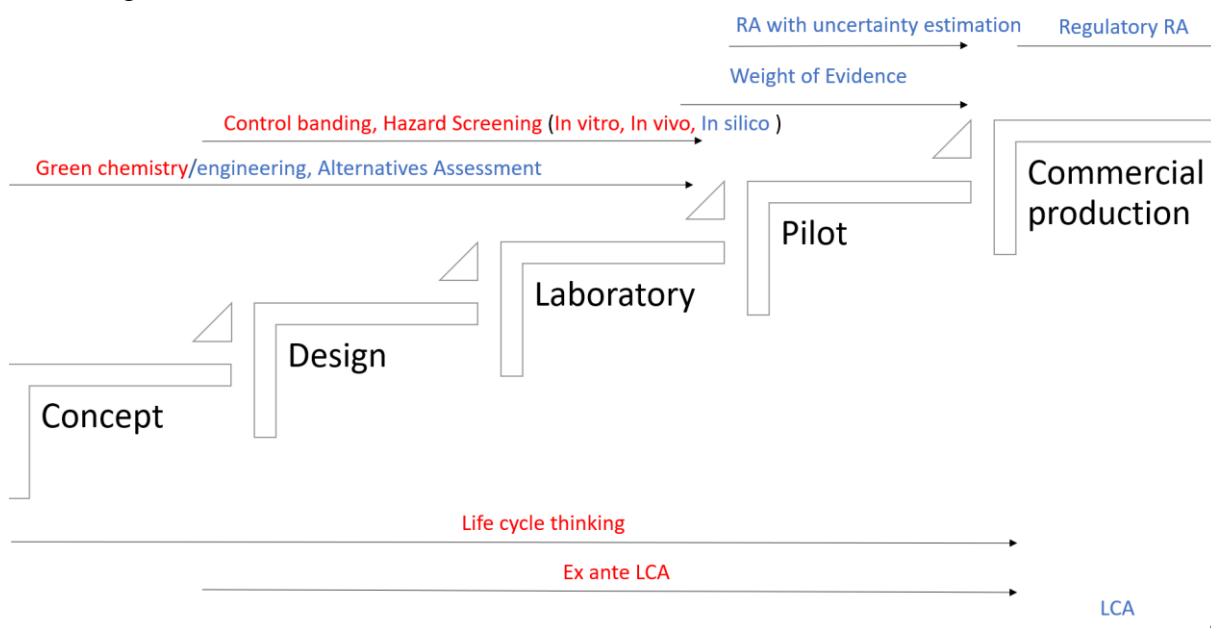 RA with uncertainty estimation
Regulatory RA
Weight of Evidence
Control banding, Hazard Screening (In vitro, In vivo, In silico )
Green chemistry/engineering, Alternatives Assessment
Commercial
production
Pilot
Laboratory
Design
Concept
Life cycle thinking
Ex ante LCA
LCA